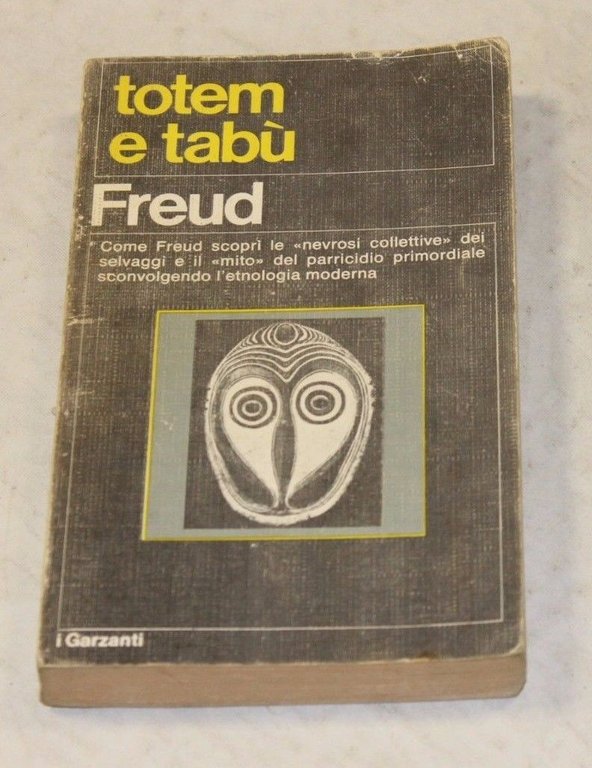 totem
e tabù
Freud
Come Freud scoprì le «nevrosi collettive» dei
selvaggi e il «mito» del parricidio primordiale
sconvolgendo l'etnologia moderna
i Garzanti